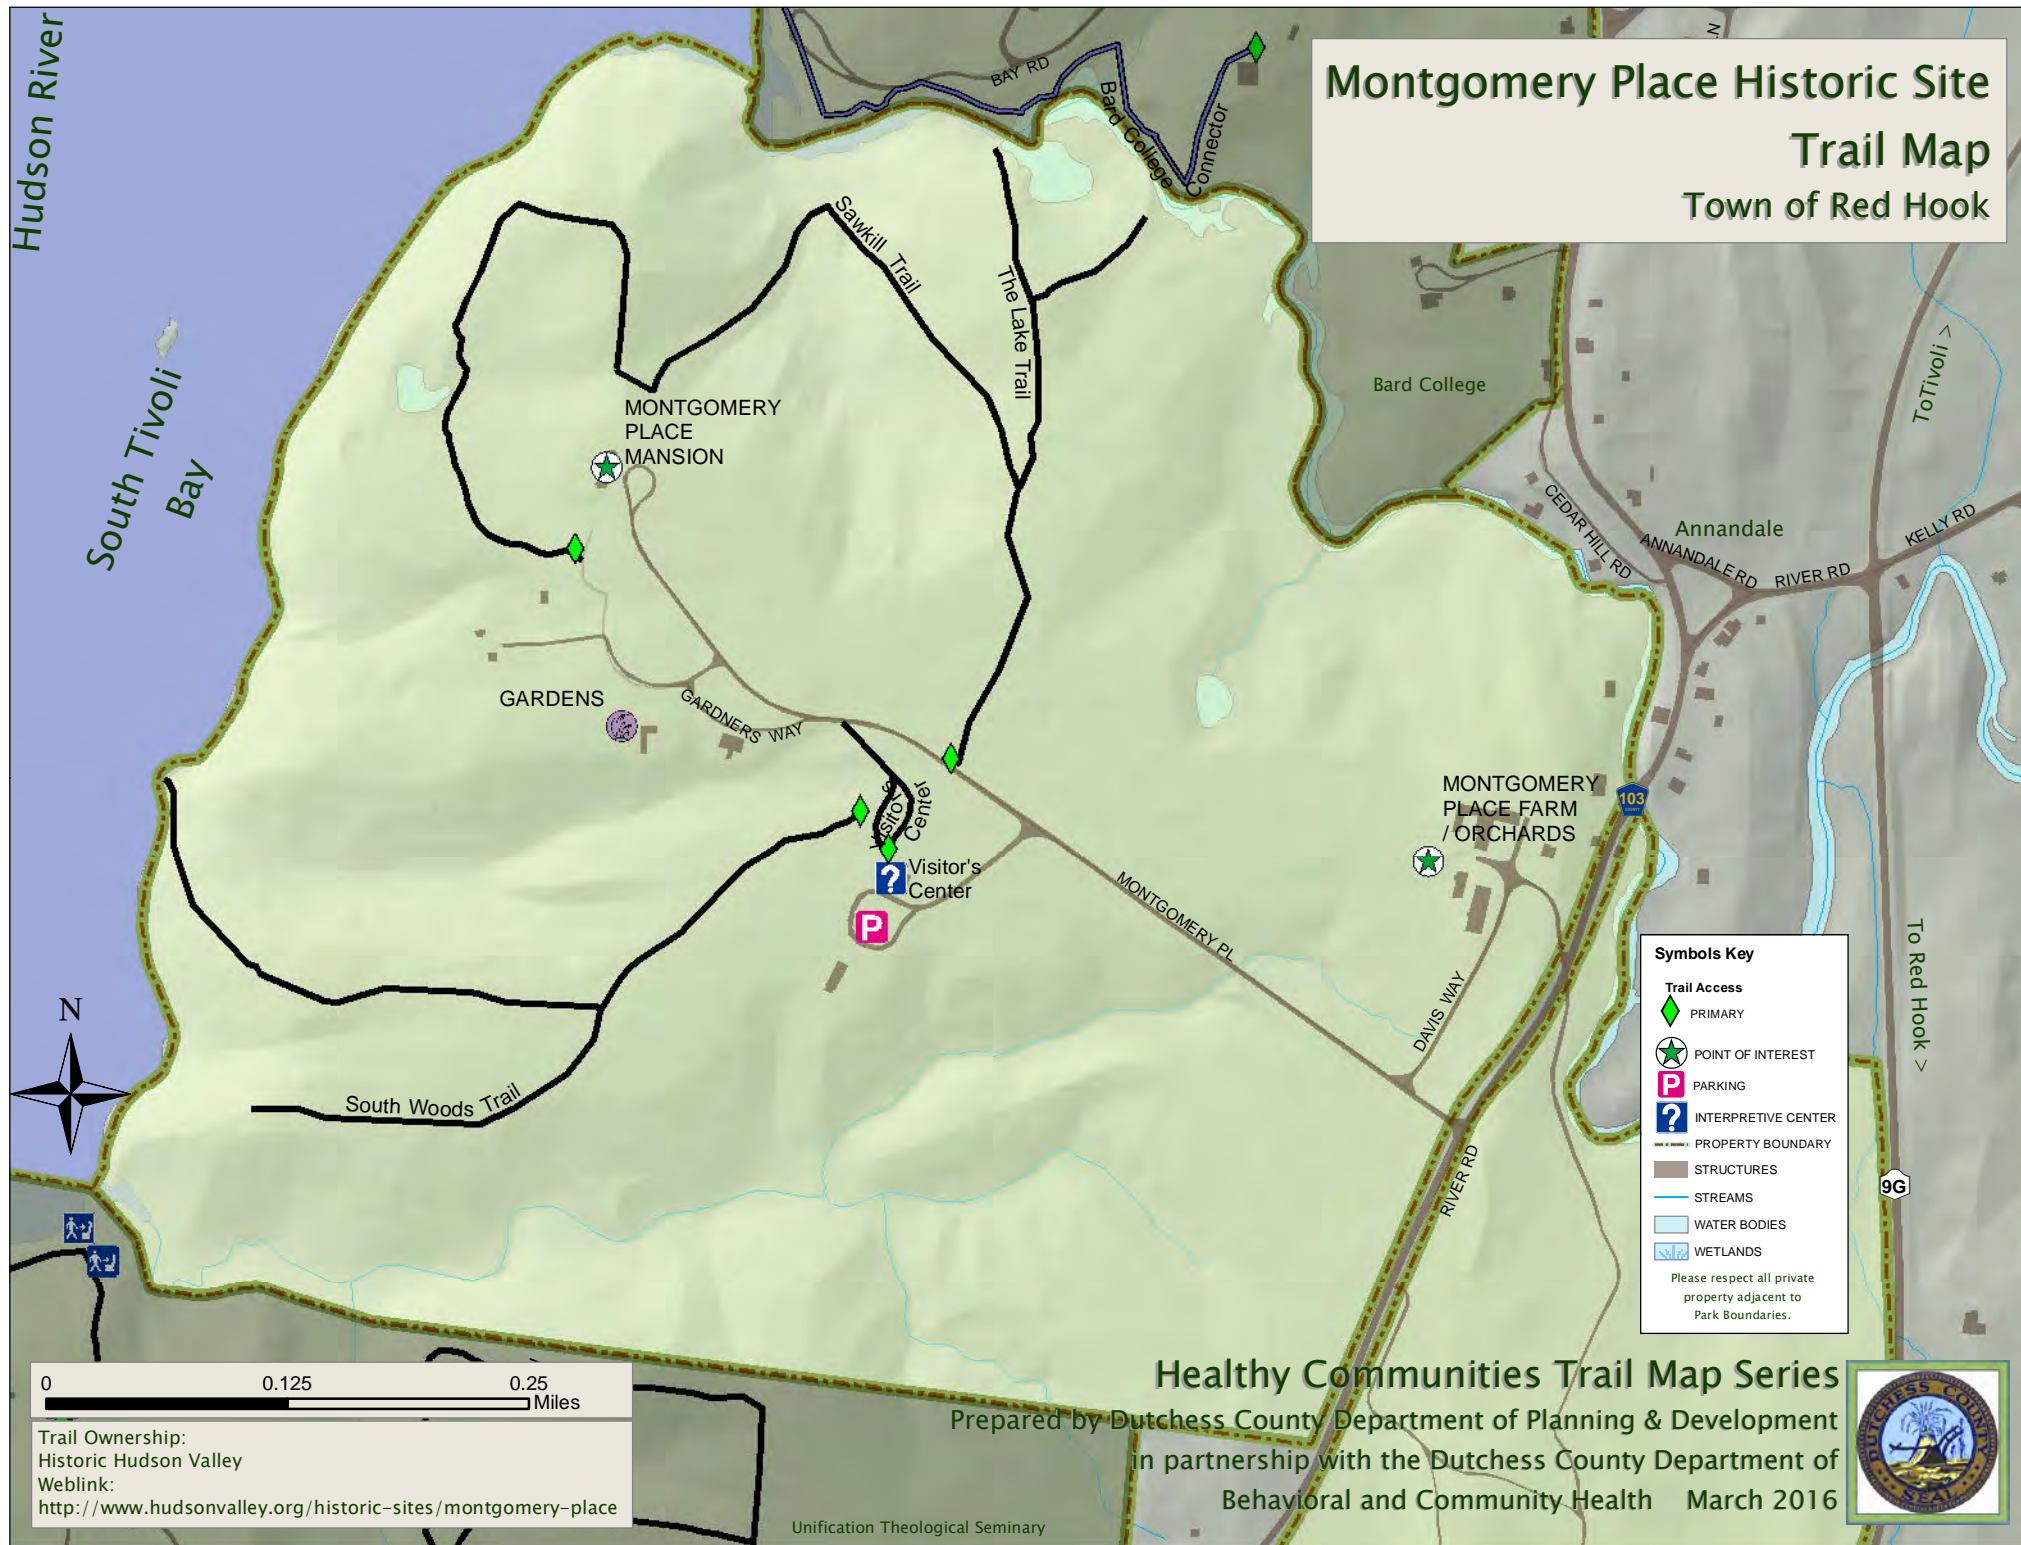 Montgomery Place Historic Site
Trail Map
Town of Red Hook
Hudson River
South Tivoli
Bay
BAY RD
Bard College
Connector
Sawkill Trail
The Lake Trail
Bard College
ToTivoli >
MONTGOMERY
PLACE
MANSION
CEDAR HILL RD
Annandale
ANNANDALE RD
RIVER RD
KELLY RD
GARDENS
GARDNERS WAY
Visitor's
Center
Visitor's
Center
?
P
MONTGOMERY
PLACE FARM
/ ORCHARDS
103
COUNTY
MONTGOMERY PL
DAVIS WAY
RIVER RD
To Red Hook >
9G
South Woods Trail
N
Symbols Key
Trail Access
PRIMARY
POINT OF INTEREST
P PARKING
? INTERPRETIVE CENTER
PROPERTY BOUNDARY
STRUCTURES
STREAMS
WATER BODIES
WETLANDS
Please respect all private
property adjacent to
Park Boundaries.
0 0.125 0.25
Miles
Trail Ownership:
Historic Hudson Valley
Weblink:
http://www.hudsonvalley.org/historic-sites/montgomery-place
Unification Theological Seminary
Healthy Communities Trail Map Series
Prepared by Dutchess County Department of Planning & Development
in partnership with the Dutchess County Department of
Behavioral and Community Health March 2016
DUTCHESS COUNTY
SEAL